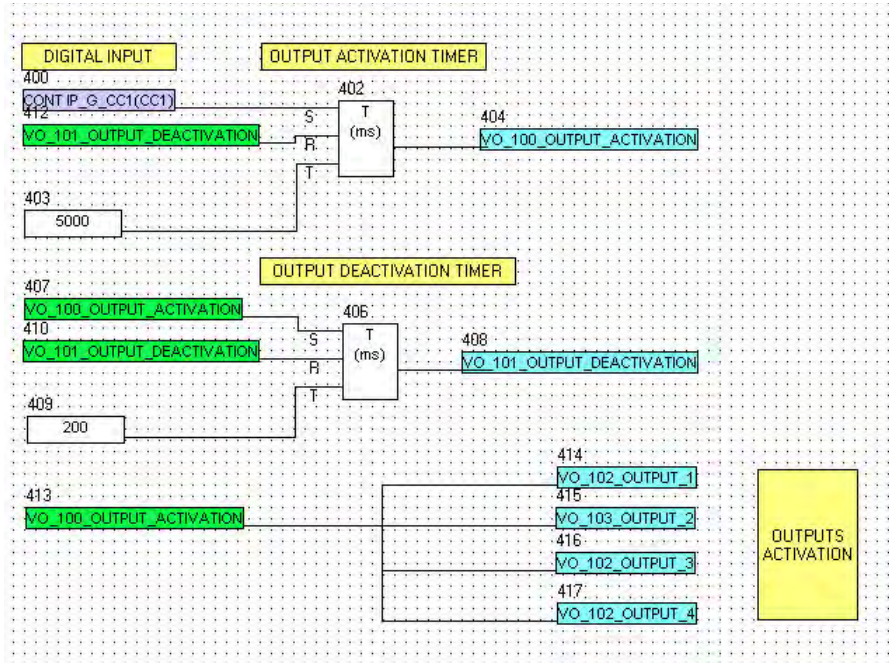 DIGITAL INPUT
OUTPUT ACTIVATION TIMER
400
402
CONT IP_G_CC1(CC1)
T
(ms)
412
S
404
VO_101_OUTPUT_DEACTIVATION
R
VO_100_OUTPUT_ACTIVATION
T
403
5000
OUTPUT DEACTIVATION TIMER
407
VO_100_OUTPUT_ACTIVATION
406
410
S
T
(ms)
408
VO_101_OUTPUT_DEACTIVATION
R
VO_101_OUTPUT_DEACTIVATION
T
409
200
414
VO_102_OUTPUT_1
413
415
VO_100_OUTPUT_ACTIVATION
VO_103_OUTPUT_2
416
VO_102_OUTPUT_3
417
VO_102_OUTPUT_4
OUTPUTS
ACTIVATION